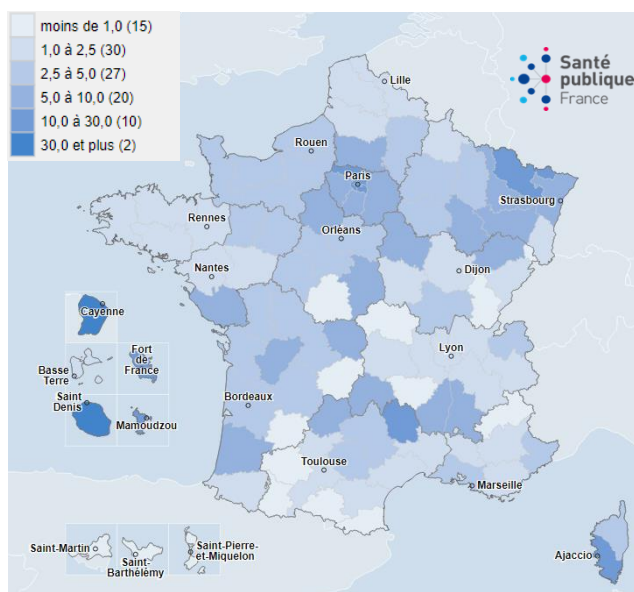 moins de 1,0 (15)
1,0 à 2,5 (30)
2,5 à 5,0 (27)
5,0 à 10,0 (20)
10,0 à 30,0 (10)
30,0 et plus (2)
Santé
publique
France
Lille
Rouen
Paris
Strasbourg
Rennes
Orléans
Nantes
Dijon
Cayenne
Basse
Terre
Fort
de
France
Lyon
Saint
Denis
Mamoudzou
Bordeaux
Toulouse
Marseille
Saint-Martin
Saint-
Barthélémy
Saint-Pierre-
et-Miquelon
Ajaccio